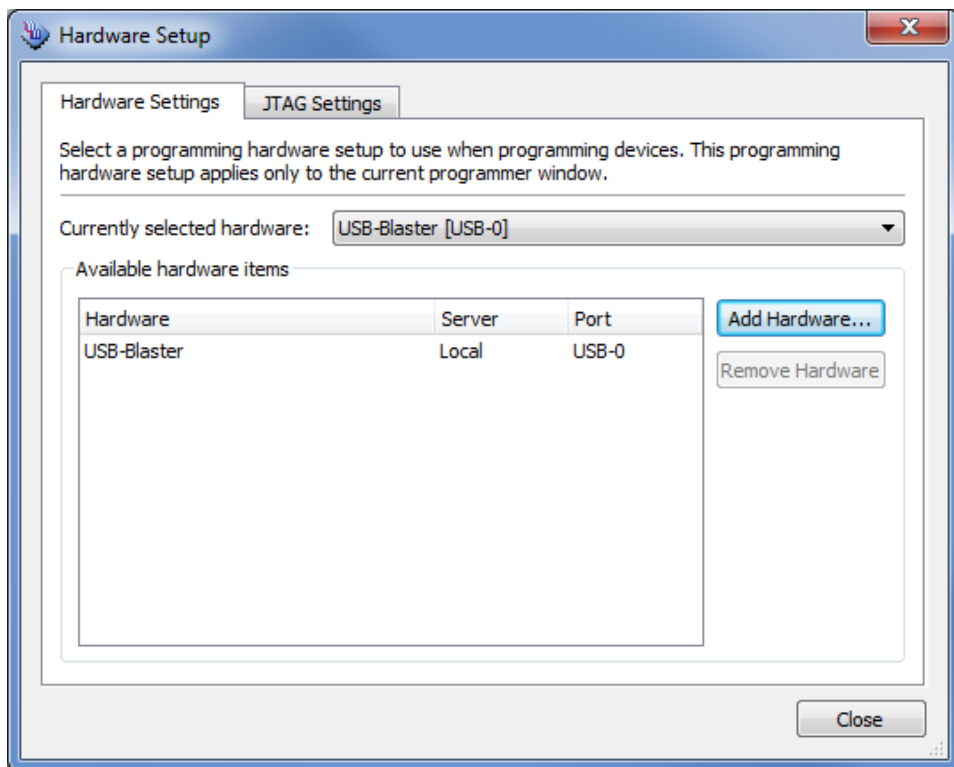 Hardware Setup
Hardware Settings
JTAG Settings
Select a programming hardware setup to use when programming devices. This programming
hardware setup applies only to the current programmer window.
Currently selected hardware:
USB-Blaster [USB-0]
Available hardware items
Hardware Server Port
USB-Blaster Local USB-0
Add Hardware...
Remove Hardware
Close